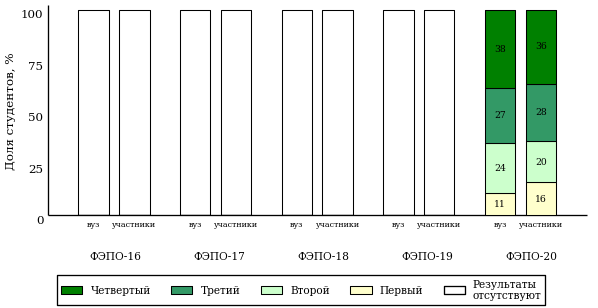 100
75
50
25
0
Доля студентов, %
38
27
24
11
36
28
20
16
вуз участники вуз участники вуз участники вуз участники вуз участники
ФЭПО-16 ФЭПО-17 ФЭПО-18 ФЭПО-19 ФЭПО-20
Четвертый Третий Второй Первый Результаты
отсутствуют